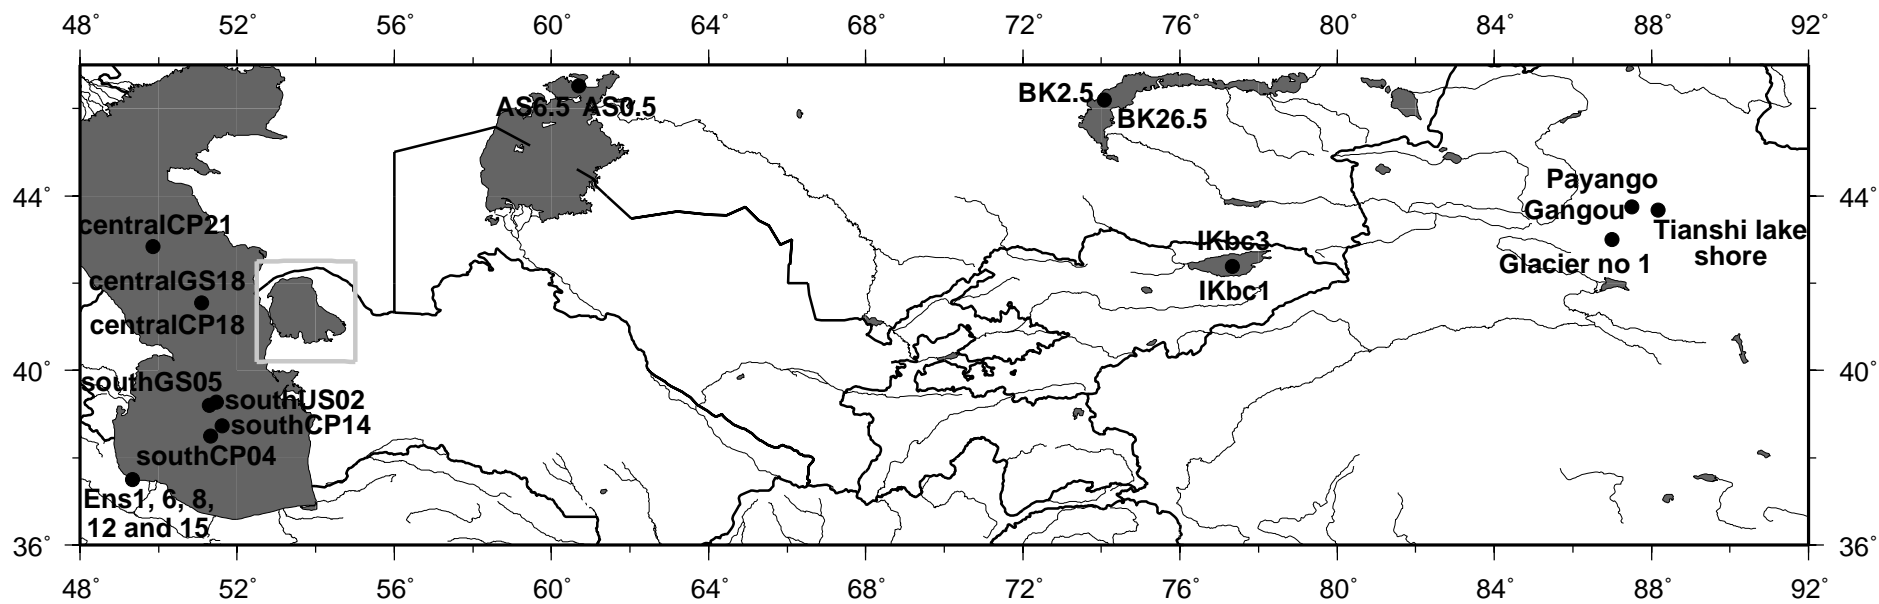 48° 52° 56° 60° 64° 68° 72° 76° 80° 84° 88° 92°
BK2.5
AS6.5 AS0.5
BK26.5
Payango
44° 44°
Gangou
centralCP21
Tianshi lake
shore
IKbc3
Glacier no 1
centralGS18
IKbc1
centralCP18
40° 40°
southGS05
southUS02
southCP14
southCP04
Ens1, 6, 8,
12 and 15
36° 36°
48° 52° 56° 60° 64° 68° 72° 76° 80° 84° 88° 92°